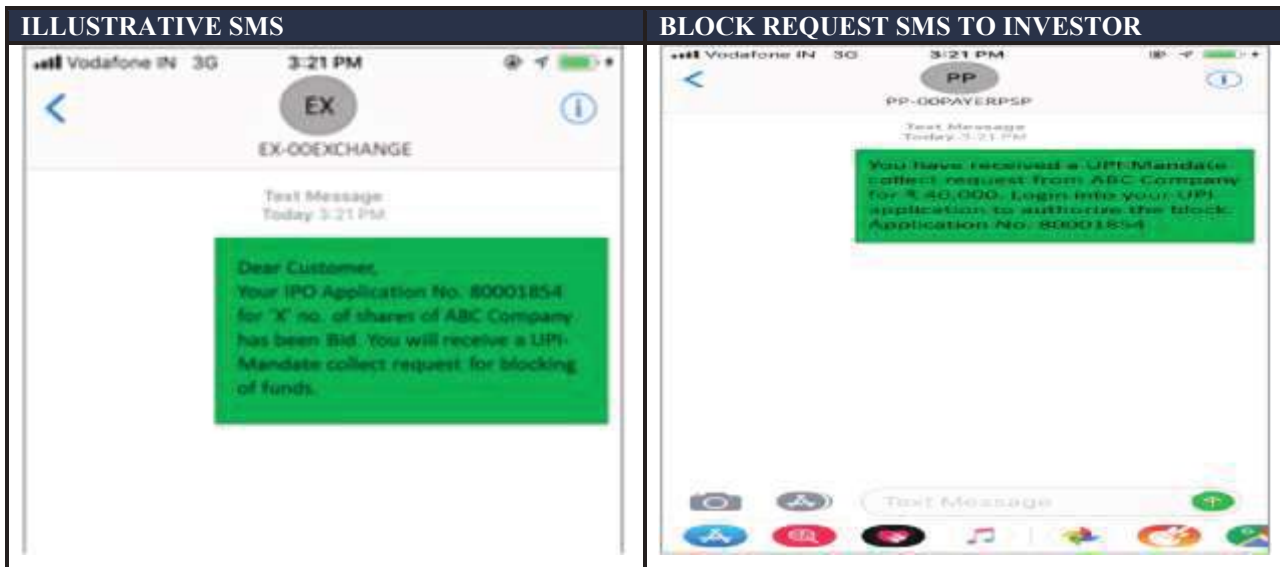 ILLUSTRATIVE SMS
Vodafone IN 3G 3:21 PM
EX
EX-00EXCHANGE
Text Message
Today 3:21 PM
Dear Customer,
Your IPO Application No. 80001854
for 'X' no. of shares of ABC Company
has been Bid. You will receive a UPI-
Mandate collect request for blocking
of funds.
BLOCK REQUEST SMS TO INVESTOR
Vodafone IN 3G 3:21 PM
PP
PP-00PAYERPSP
Text Message
Today 3:21 PM
You have received a UPI-Mandate
collect request from ABC Company
for ₹ 40,000. Login into your UPI
application to authorize the block.
Application No. 80001854
Text Message